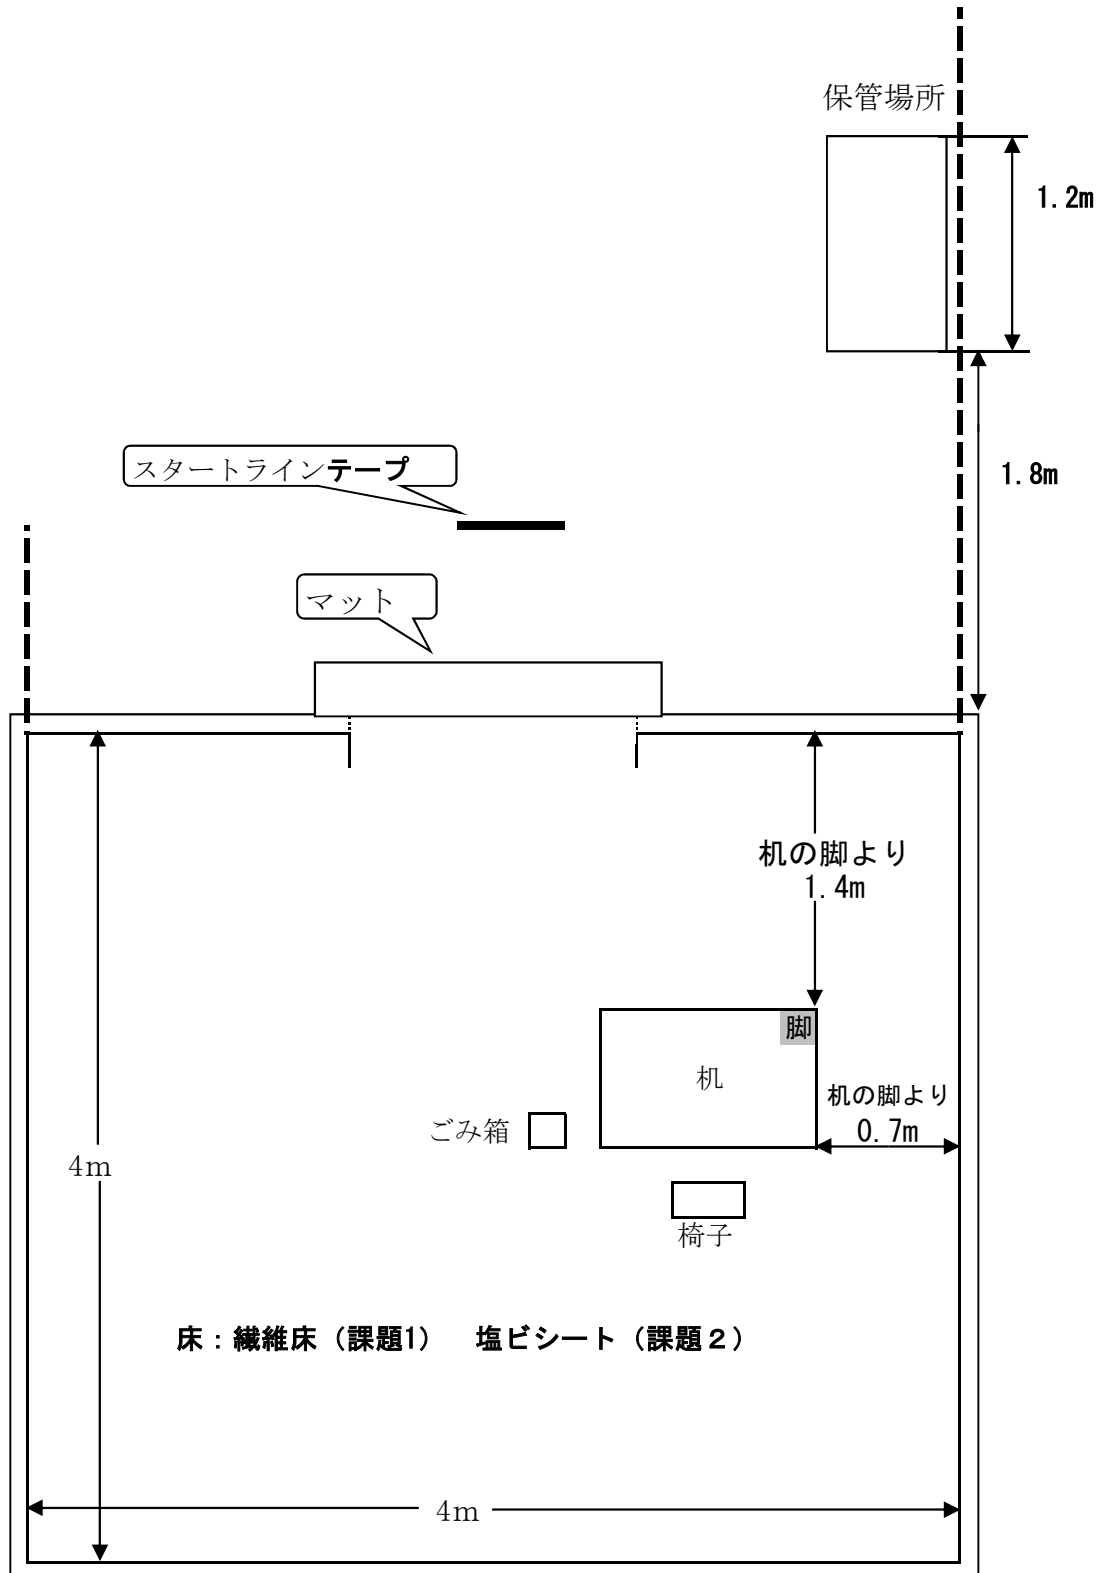 保管場所
1.2m
スタートラインテープ
1.8m
マット
机の脚より
1.4m
脚
机
机の脚より
0.7m
ごみ箱
4m
椅子
床：繊維床（課題1）　塩ビシート（課題２）
4m